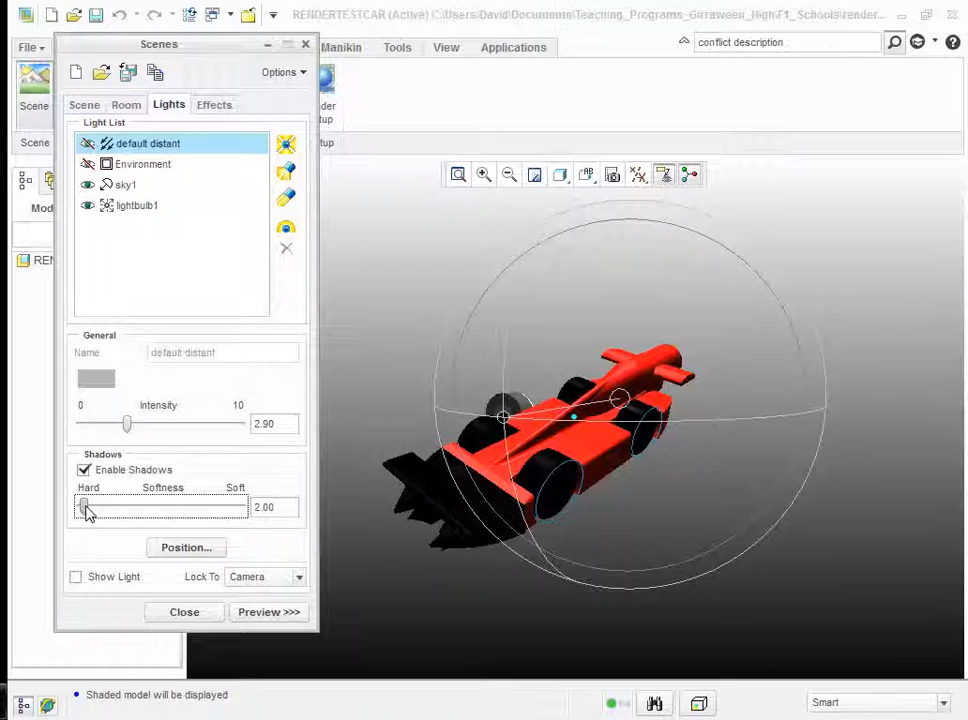 RENDERTESTCAR (Active) C:\Users\David\Documents\Teaching_Programs_Girraween_High\F1_Schools\render...
Scenes
File
Manikin
Tools
View
Applications
conflict description
Options
Scene
Scene
Room
Lights
Effects
Light List
default distant
Environment
sky1
lightbulb1
General
Name
default distant
0
Intensity
10
2.90
Shadows
Enable Shadows
Hard
Softness
Soft
2.00
Position...
Show Light
Lock To
Camera
Close
Preview >>>
Shaded model will be displayed
Smart